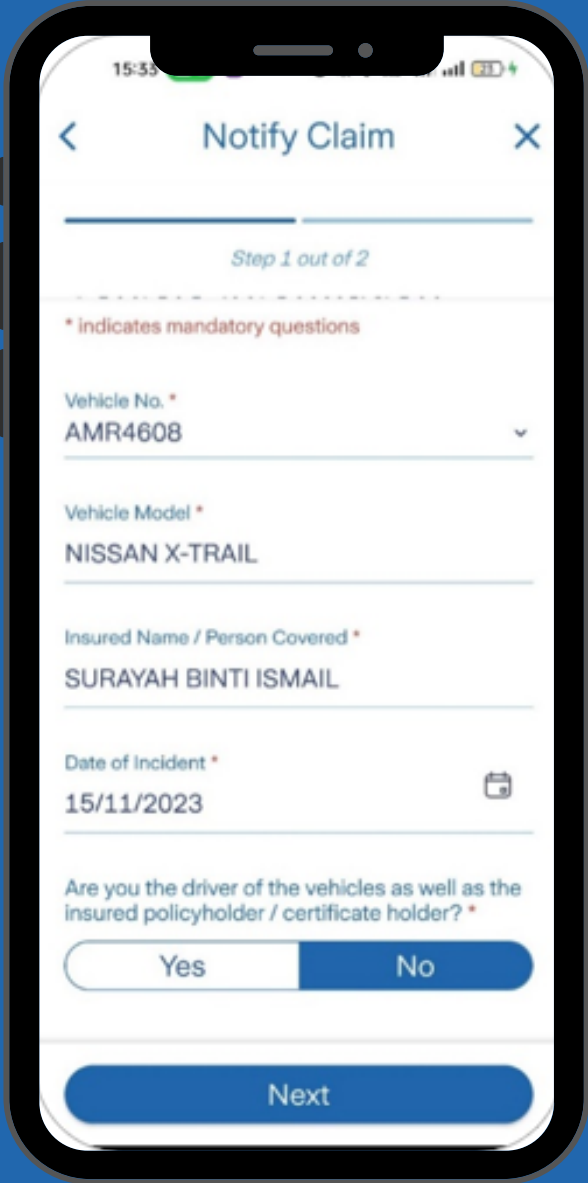 15:33
23
Notify Claim
Step 1 out of 2
* indicates mandatory questions
Vehicle No. *
AMR4608
Vehicle Model *
NISSAN X-TRAIL
Insured Name / Person Covered *
SURAYAH BINTI ISMAIL
Date of Incident *
15/11/2023
Are you the driver of the vehicles as well as the
insured policyholder / certificate holder? *
Yes
No
Next